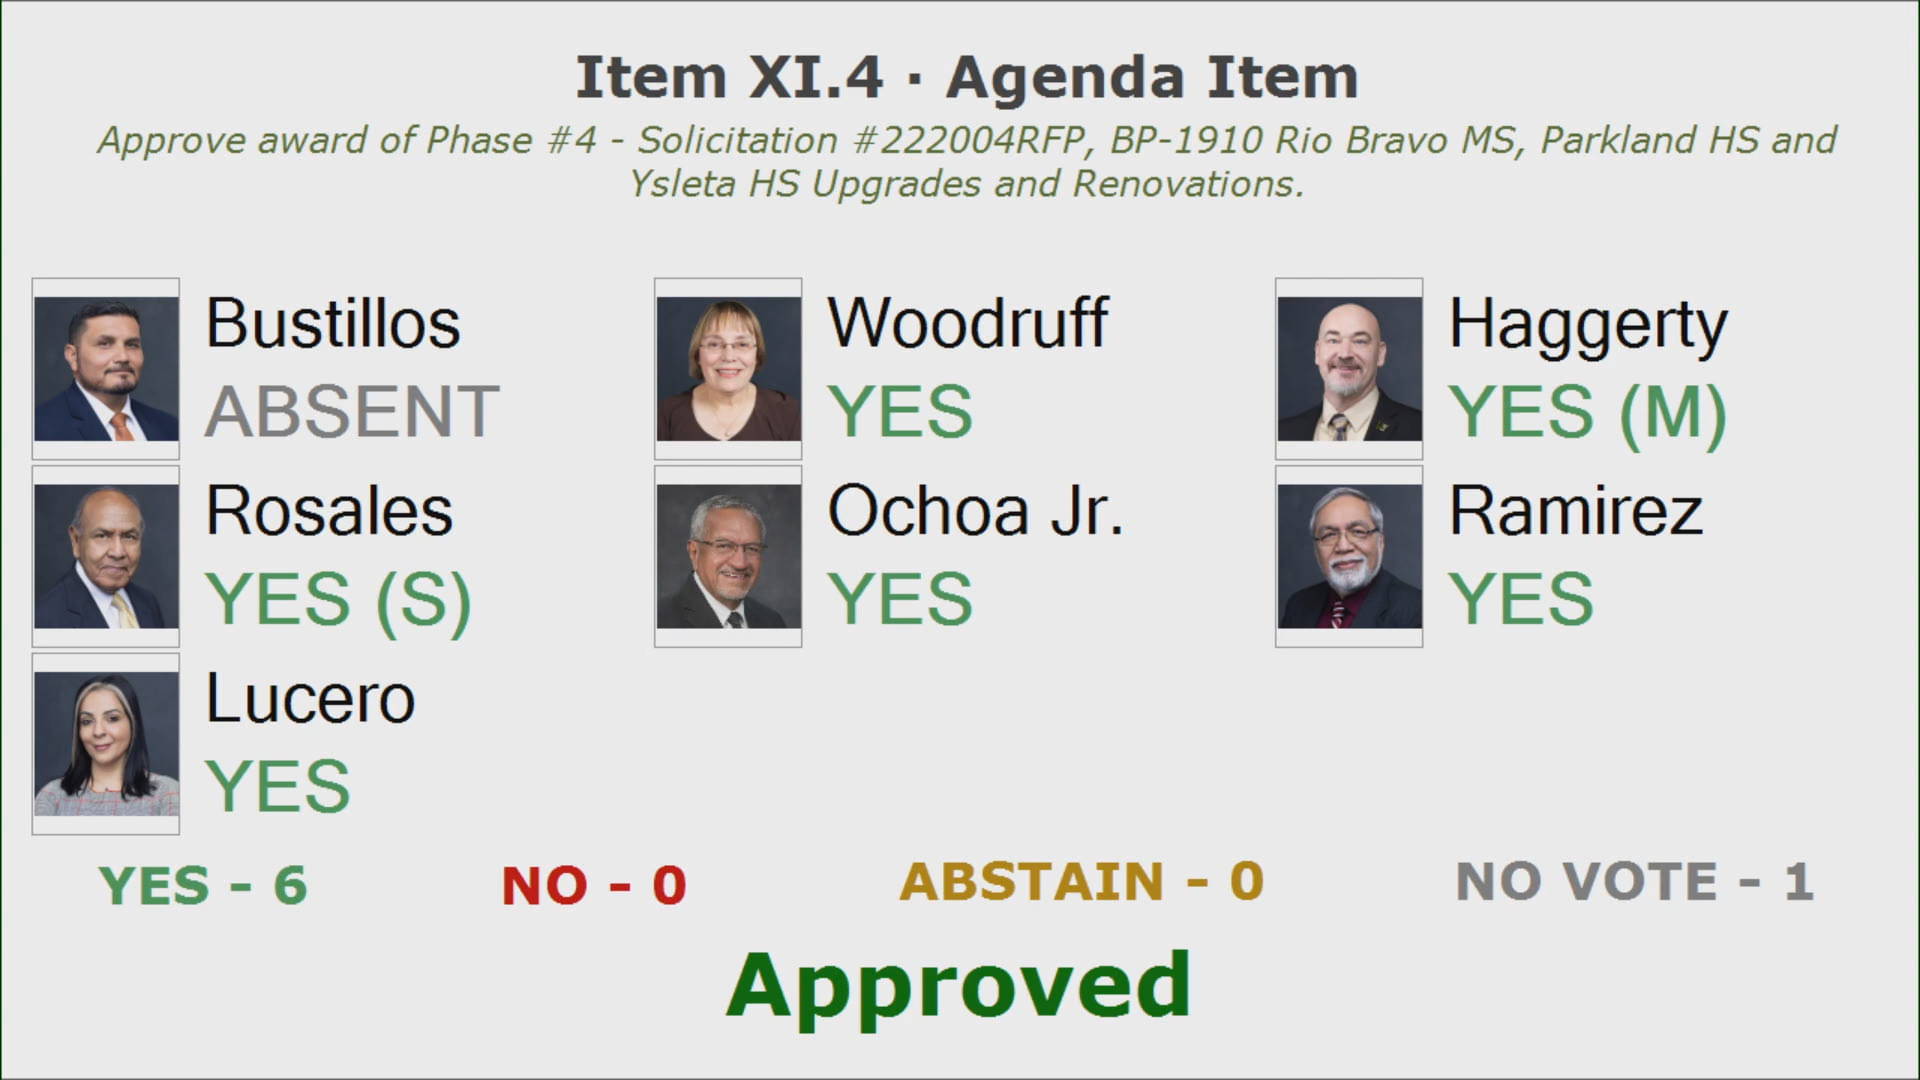 Item XI.4 · Agenda Item
Approve award of Phase #4 - Solicitation #222004RFP, BP-1910 Rio Bravo MS, Parkland HS and
Ysleta HS Upgrades and Renovations.
Bustillos
ABSENT
Woodruff
YES
Haggerty
YES (M)
Rosales
YES (S)
Ochoa Jr.
YES
Ramirez
YES
Lucero
YES
YES - 6
NO - 0
ABSTAIN - 0
NO VOTE - 1
Approved